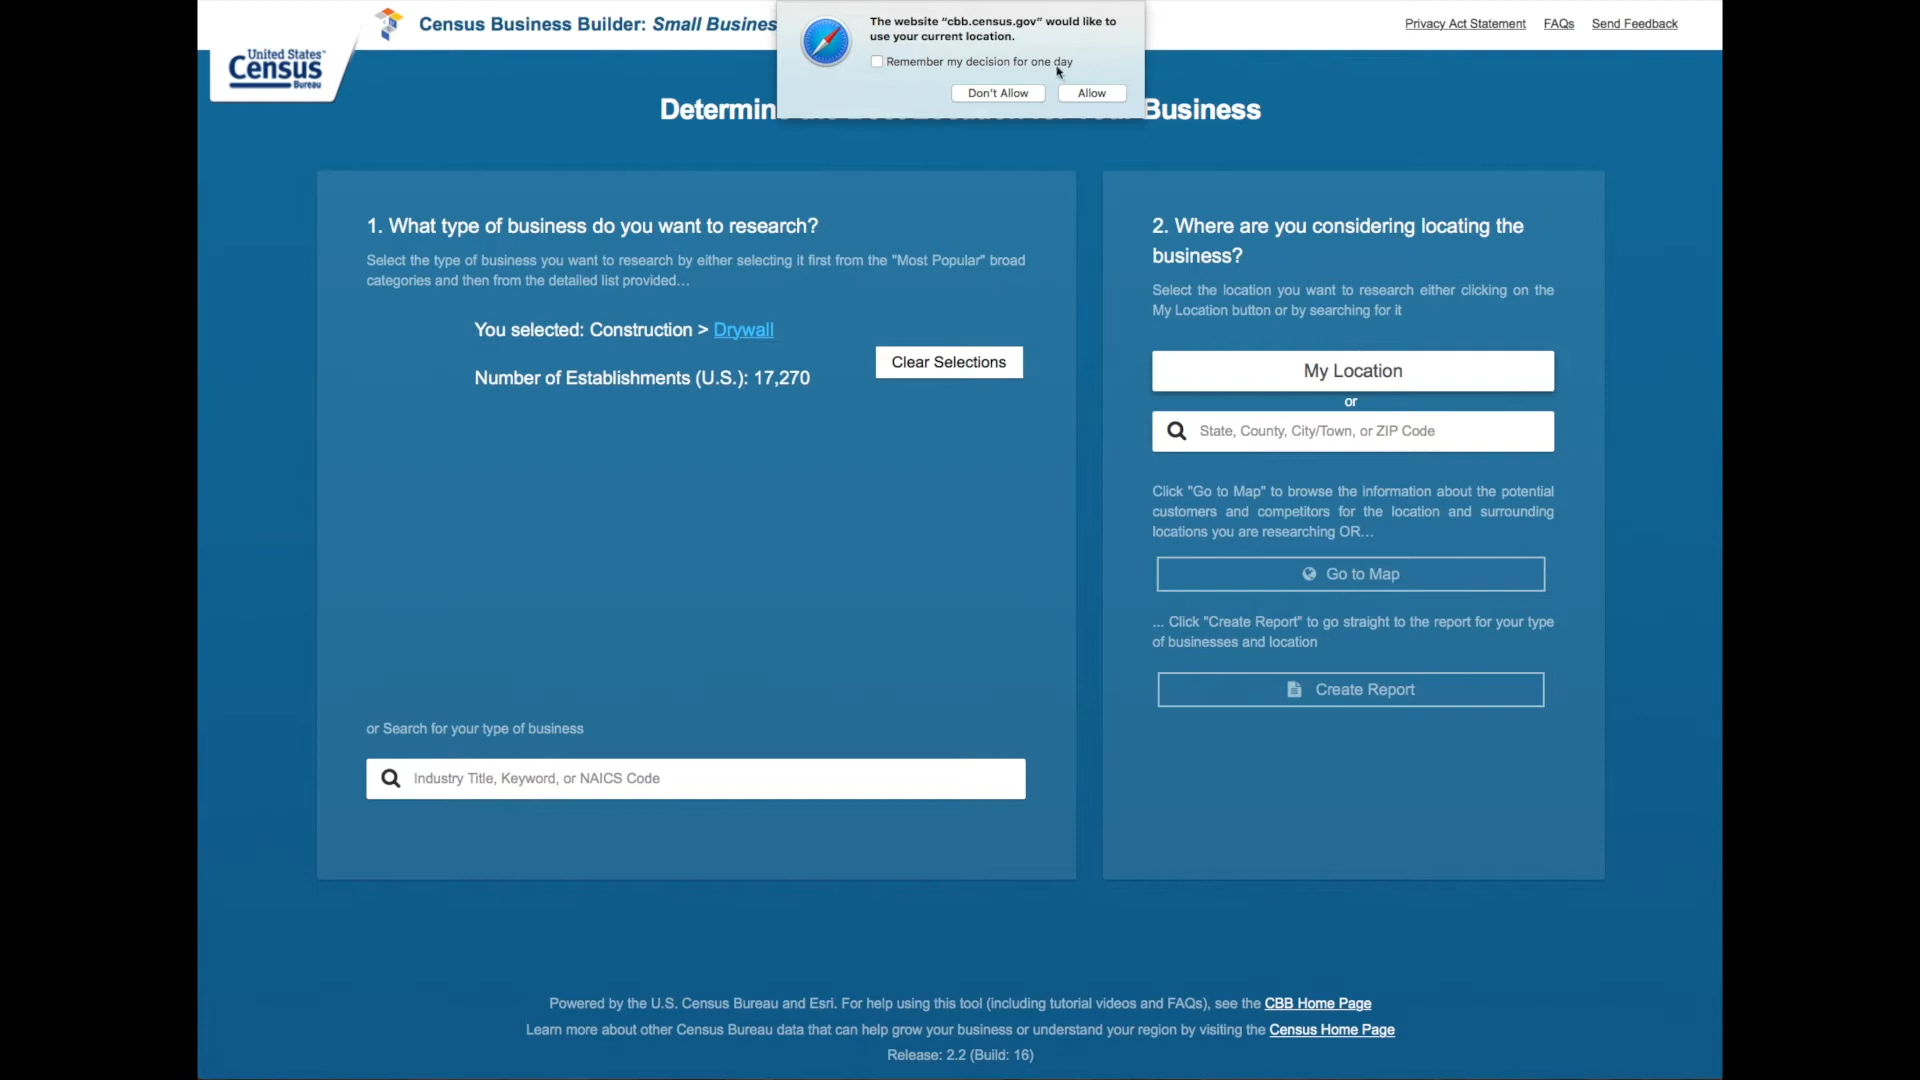 Census Business Builder: Small Busines
The website “cbb.census.gov” would like to
use your current location.
Remember my decision for one day
Don't Allow
Allow
Privacy Act Statement
FAQs
Send Feedback
United States™
Census
Bureau
Determin
Business
1. What type of business do you want to research?
Select the type of business you want to research by either selecting it first from the "Most Popular" broad
categories and then from the detailed list provided…
You selected: Construction > Drywall
Number of Establishments (U.S.): 17,270
Clear Selections
or Search for your type of business
Industry Title, Keyword, or NAICS Code
2. Where are you considering locating the
business?
Select the location you want to research either clicking on the
My Location button or by searching for it
My Location
or
State, County, City/Town, or ZIP Code
Click "Go to Map" to browse the information about the potential
customers and competitors for the location and surrounding
locations you are researching OR…
Go to Map
... Click "Create Report" to go straight to the report for your type
of businesses and location
Create Report
Powered by the U.S. Census Bureau and Esri. For help using this tool (including tutorial videos and FAQs), see the CBB Home Page
Learn more about other Census Bureau data that can help grow your business or understand your region by visiting the Census Home Page
Release: 2.2 (Build: 16)